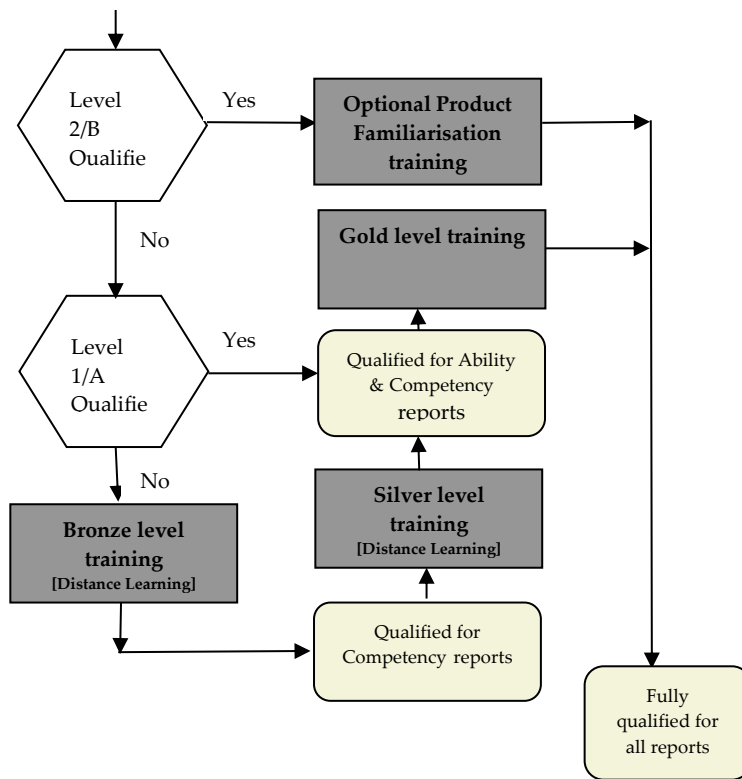 Level
2/B
Qualifie
Yes
Optional Product
Familiarisation
training
No
Gold level training
Level
1/A
Qualifie
Yes
Qualified for Ability
& Competency
reports
No
Bronze level
training
[Distance Learning]
Silver level
training
[Distance Learning]
Qualified for
Competency reports
Fully
qualified for
all reports